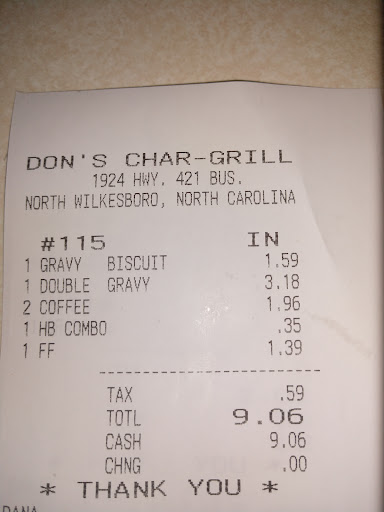 DON'S CHAR-GRILL
1924 HWY. 421 BUS.
NORTH WILKESBORO, NORTH CAROLINA
#115 IN
1 GRAVY BISCUIT 1.59
1 DOUBLE GRAVY 3.18
2 COFFEE 1.96
1 HB COMBO .35
1 FF 1.39
TAX .59
TOTL 9.06
CASH 9.06
CHNG .00
* THANK YOU *